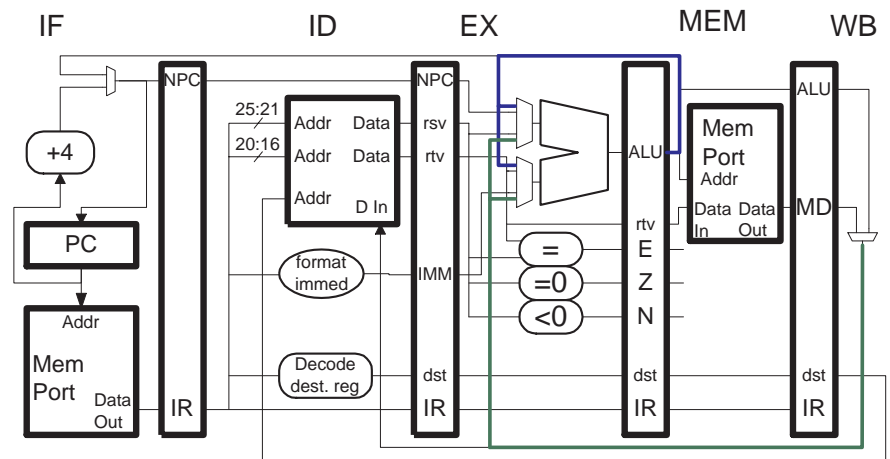 IF ID EX MEM WB
NPC NPC ALU
25:21 Addr Data rsv
20:16 Addr Data rtv
Addr
D In
+4
PC
Addr
Mem
Port
Data
Out
IR
format
immed
IMM
Decode
dest. reg
dst
IR
=
=0
<0
ALU
rtv
E
Z
N
dst
IR
Mem
Port
Addr
Data
In
Data
Out
MD
dst
IR